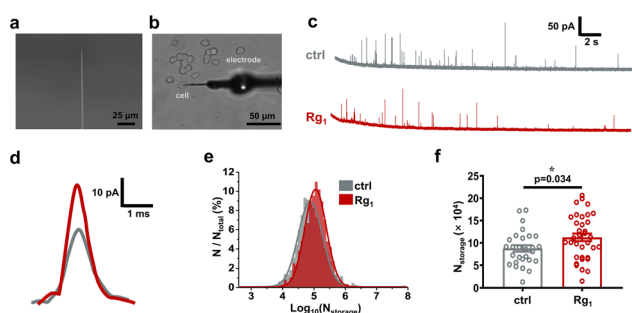 a
b
c
50 pA
2 s
ctrl
electrode
cell
Rg1
25 µm
50 µm
d
e
f
10 pA
1 ms
N / Ntotal (%)
12
10
8
6
4
2
0
ctrl
Rg1
3 4 5 6 7 8
Log10(Nstorage)
Nstorage (× 10⁴)
25
20
15
10
5
0
*
p=0.034
ctrl
Rg1